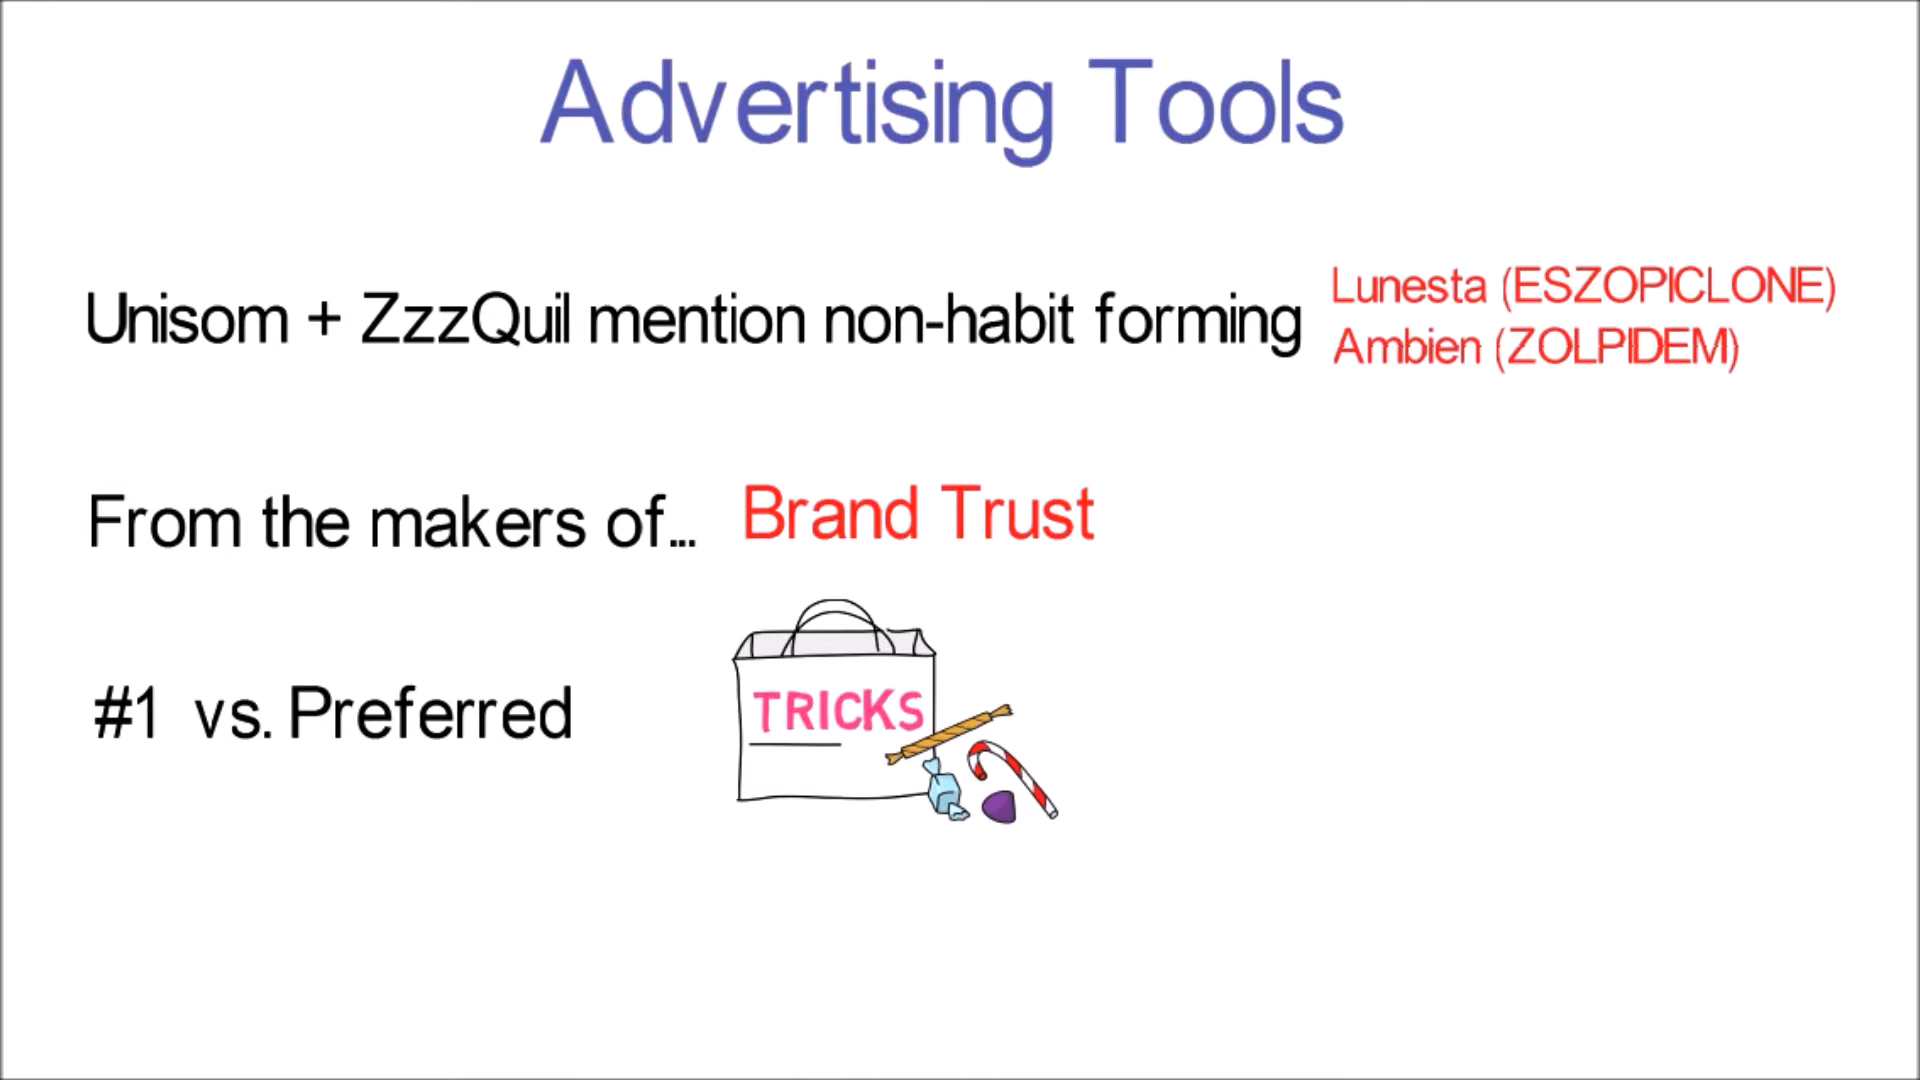 Advertising Tools
Unisom + ZzzQuil mention non-habit forming
Lunesta (ESZOPICLONE)
Ambien (ZOLPIDEM)
From the makers of... Brand Trust
#1 vs. Preferred
TRICKS